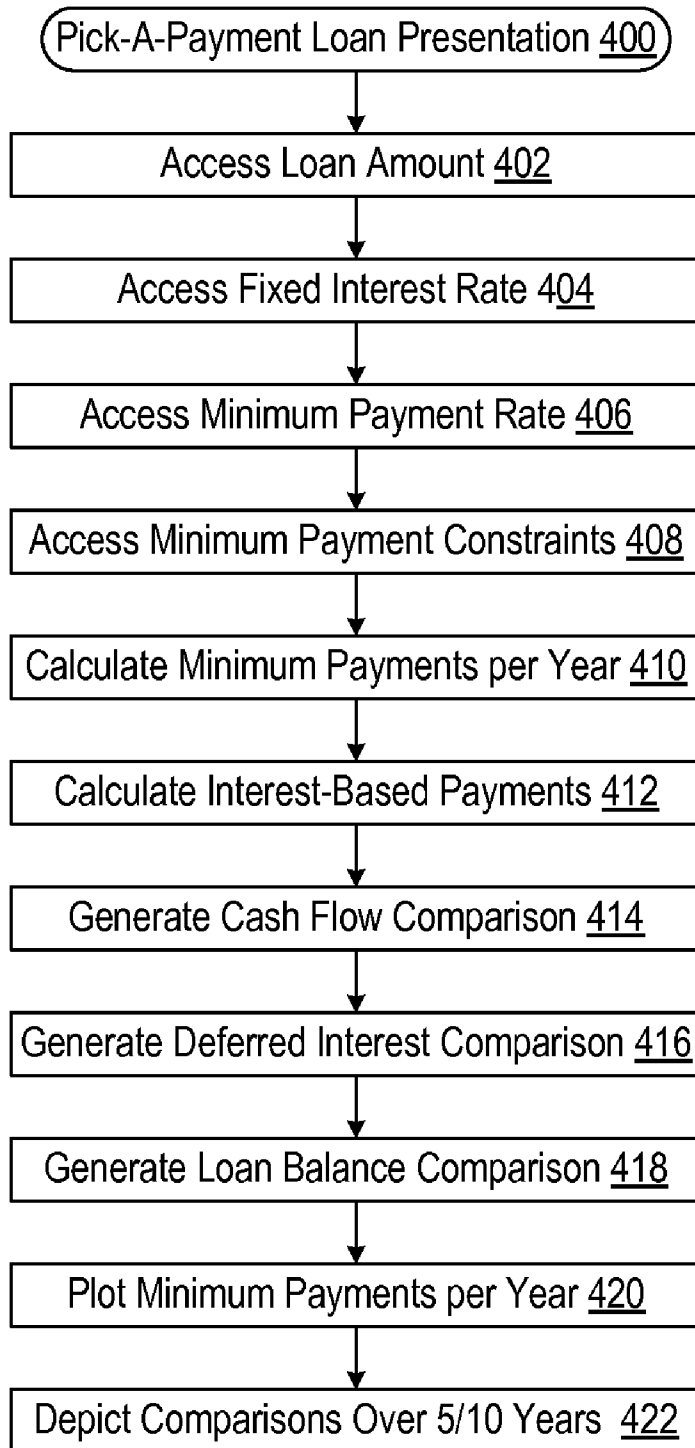 Pick-A-Payment Loan Presentation 400
Access Loan Amount 402
Access Fixed Interest Rate 404
Access Minimum Payment Rate 406
Access Minimum Payment Constraints 408
Calculate Minimum Payments per Year 410
Calculate Interest-Based Payments 412
Generate Cash Flow Comparison 414
Generate Deferred Interest Comparison 416
Generate Loan Balance Comparison 418
Plot Minimum Payments per Year 420
Depict Comparisons Over 5/10 Years 422